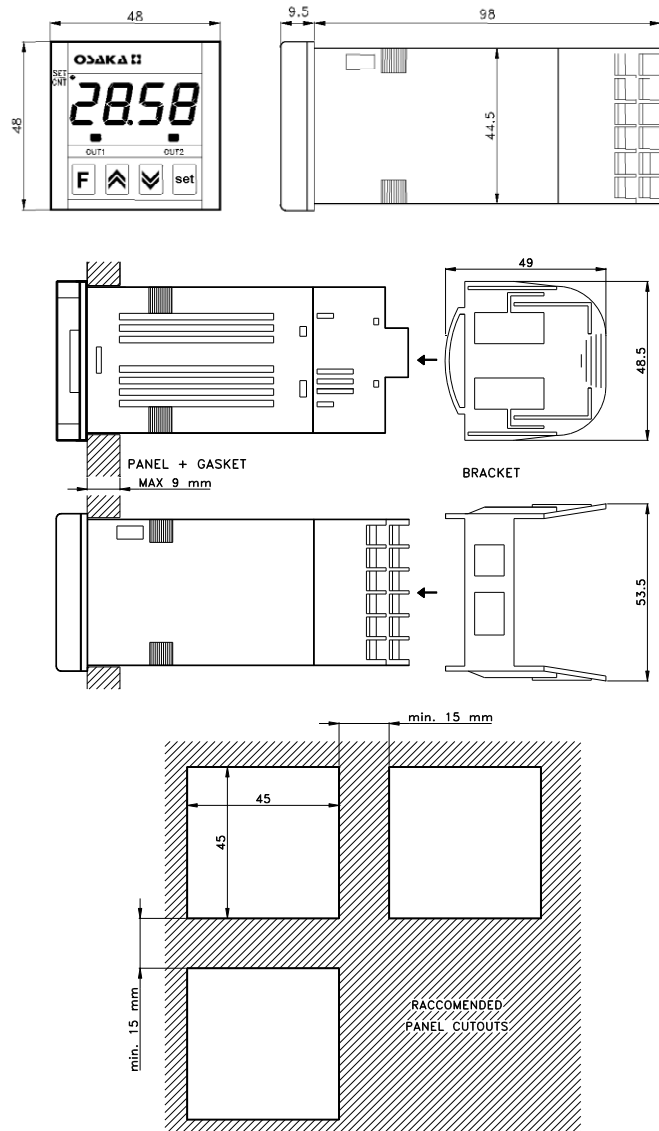 48
9.5
98
48
OSAKA
SET
CNT
28.58
OUT1
OUT2
F
set
44.5
49
48.5
PANEL + GASKET
MAX 9 mm
BRACKET
53.5
min. 15 mm
45
45
min. 15 mm
RACCOMENDED
PANEL CUTOUTS